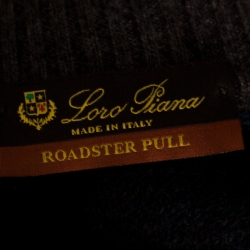 Loro Piana
MADE IN ITALY
ROADSTER PULL